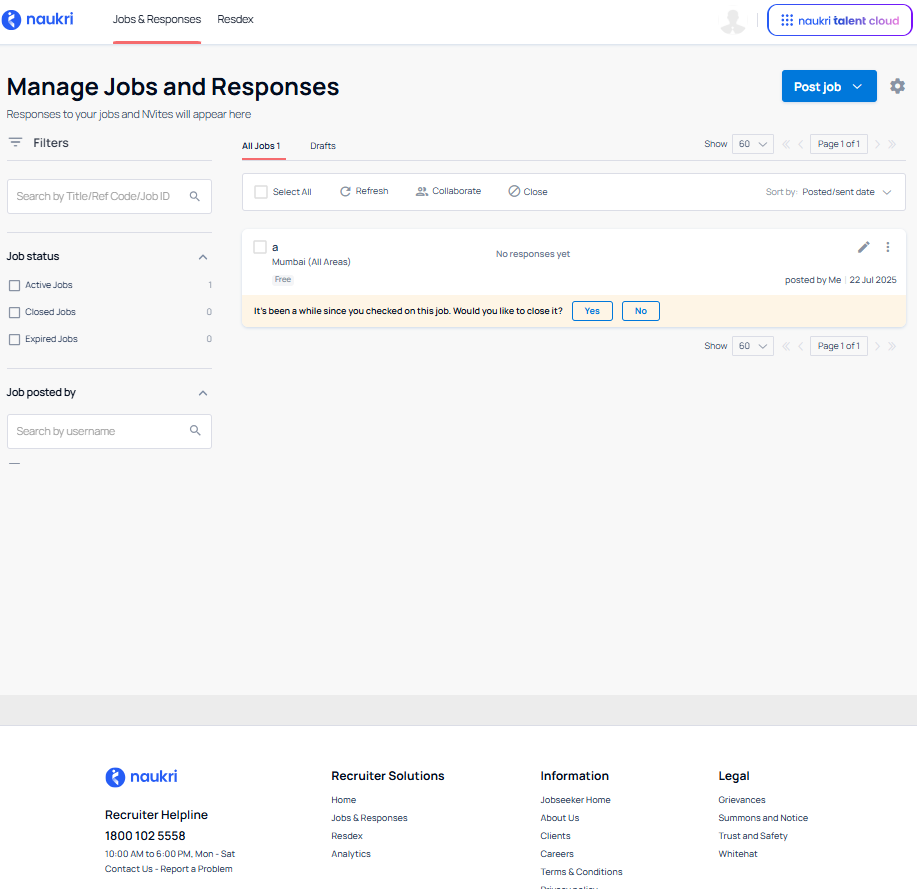 naukri
Jobs & Responses
Resdex
naukri talent cloud
Manage Jobs and Responses
Responses to your jobs and NVites will appear here
Post job
Filters
All Jobs 1
Drafts
Show 60 Page 1 of 1
Search by Title/Ref Code/Job ID
Select All
Refresh
Collaborate
Close
Sort by: Posted/sent date
Job status
Active Jobs 1
Closed Jobs 0
Expired Jobs 0
a
Mumbai (All Areas)
Free
No responses yet
posted by Me 22 Jul 2025
It's been a while since you checked on this job. Would you like to close it? Yes No
Show 60 Page 1 of 1
Job posted by
Search by username
naukri
Recruiter Helpline
1800 102 5558
10:00 AM to 6:00 PM, Mon - Sat
Contact Us - Report a Problem
Recruiter Solutions
Home
Jobs & Responses
Resdex
Analytics
Information
Jobseeker Home
About Us
Clients
Careers
Terms & Conditions
Privacy policy
Legal
Grievances
Summons and Notice
Trust and Safety
Whitehat